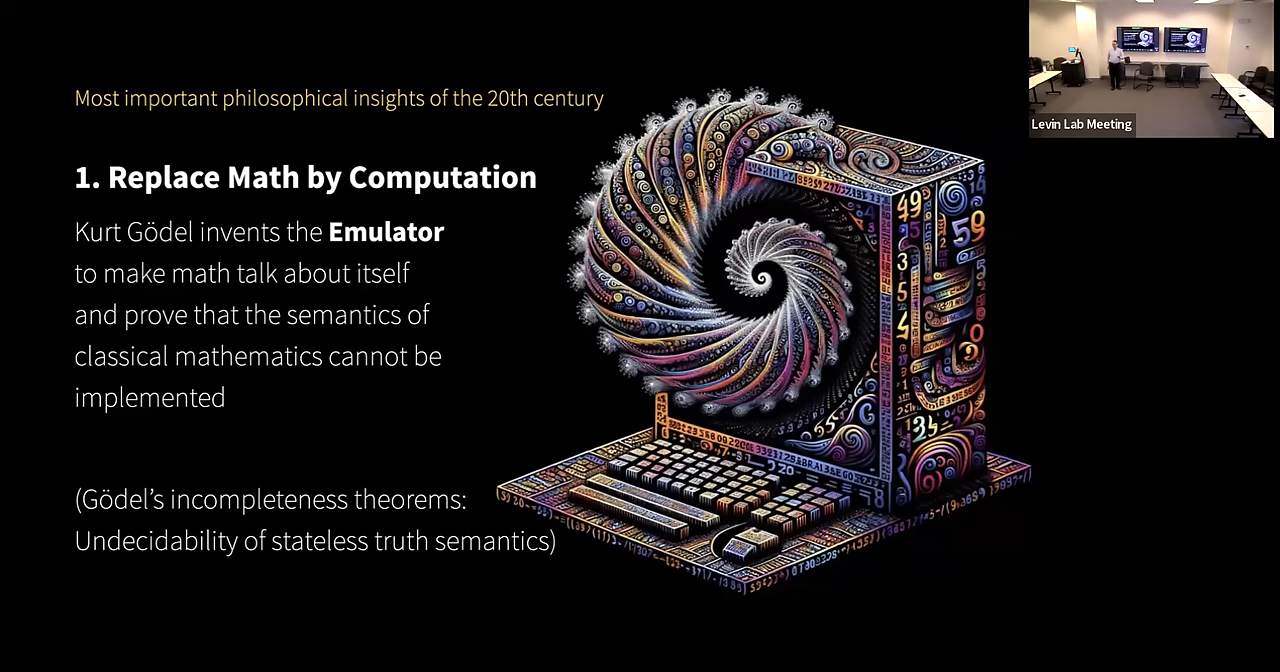 Most important philosophical insights of the 20th century
1. Replace Math by Computation
Kurt Gödel invents the Emulator
to make math talk about itself
and prove that the semantics of
classical mathematics cannot be
implemented
(Gödel’s incompleteness theorems:
Undecidability of stateless truth semantics)
Levin Lab Meeting